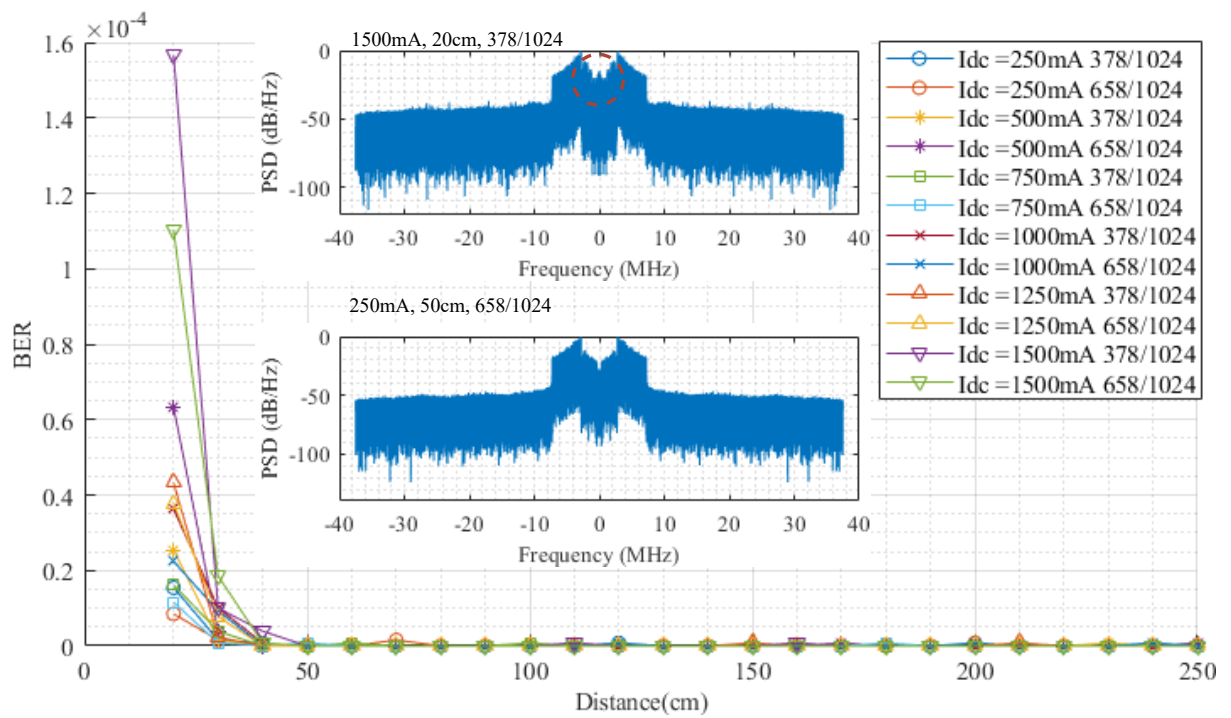 ×10⁻⁴
1.6
1.4
1.2
1
0.8
0.6
0.4
0.2
0
BER
0
50
100
150
200
250
Distance(cm)
1500mA, 20cm, 378/1024
0
-50
-100
PSD (dB/Hz)
-40 -30 -20 -10 0 10 20 30 40
Frequency (MHz)
250mA, 50cm, 658/1024
0
-50
-100
PSD (dB/Hz)
-40 -30 -20 -10 0 10 20 30 40
Frequency (MHz)
Idc =250mA 378/1024
Idc =250mA 658/1024
Idc =500mA 378/1024
Idc =500mA 658/1024
Idc =750mA 378/1024
Idc =750mA 658/1024
Idc =1000mA 378/1024
Idc =1000mA 658/1024
Idc =1250mA 378/1024
Idc =1250mA 658/1024
Idc =1500mA 378/1024
Idc =1500mA 658/1024